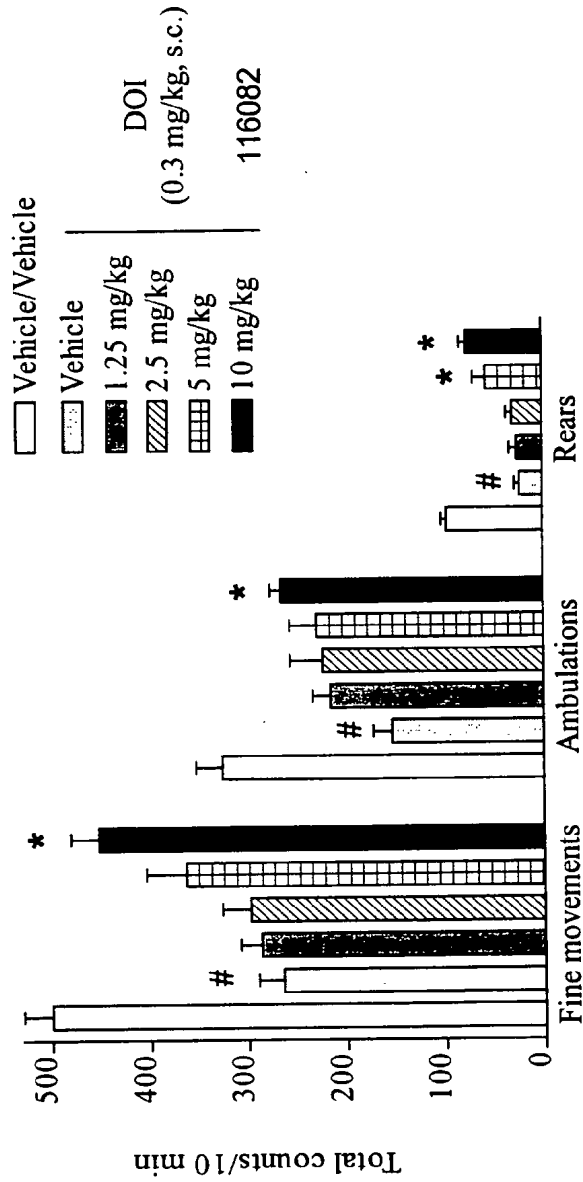 Vehicle/Vehicle
Vehicle
1.25 mg/kg
2.5 mg/kg
5 mg/kg
10 mg/kg
DOI
(0.3 mg/kg, s.c.)
116082
Total counts/10 min
500
400
300
200
100
0
#
*
#
*
#
*
*
Fine movements
Ambulations
Rears